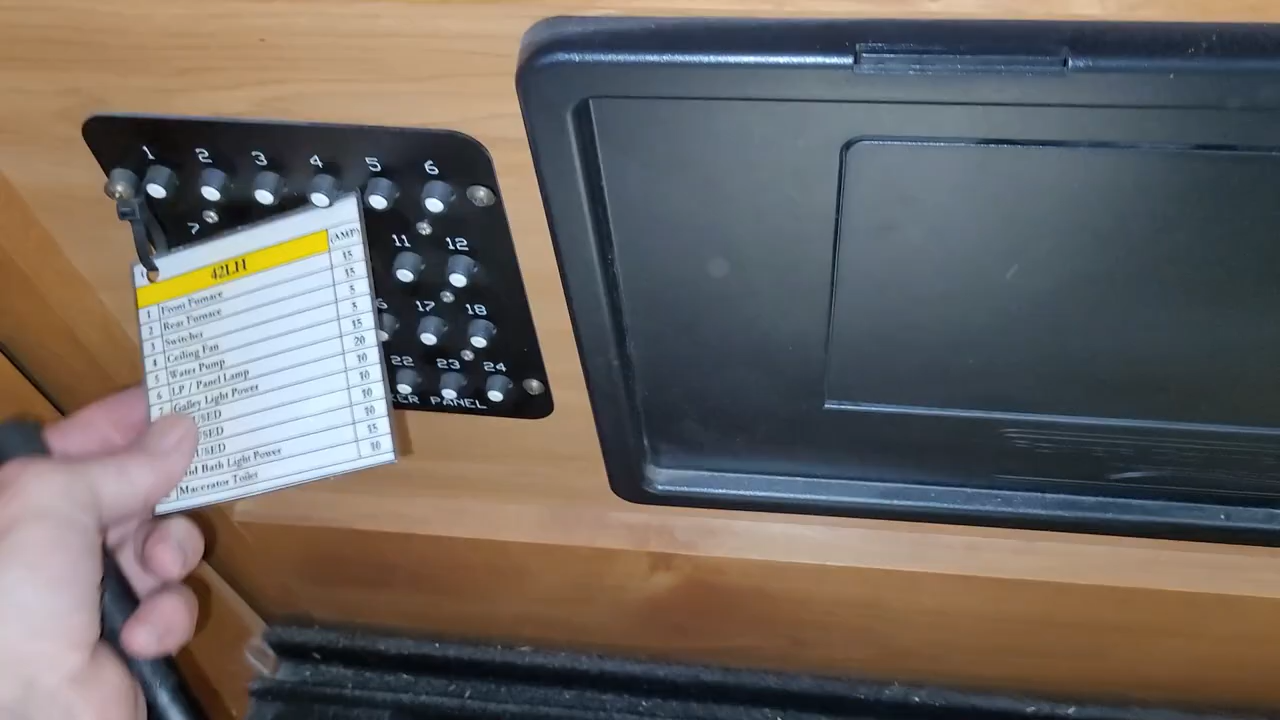 1 2 3 4 5 6
7
11 12
17 18
22 23 24
KER PANEL
42LH (AMP)
1 Front Furnace 15
2 Rear Furnace 15
3 Switcher 5
4 Ceiling Fan 5
5 Water Pump 15
6 LP / Panel Lamp 20
7 Galley Light Power 10
USED 10
USED 10
USED 10
Bath Light Power 15
Macerator Toilet 10